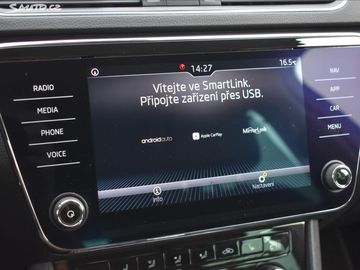 SAUTO.CZ
14:27
16.5°
RADIO
MEDIA
PHONE
VOICE
Vítejte ve SmartLink.
Připojte zařízení přes USB.
androidauto
Apple CarPlay
MirrorLink
Info
Nastavení
NAV
APP
CAR
MENU